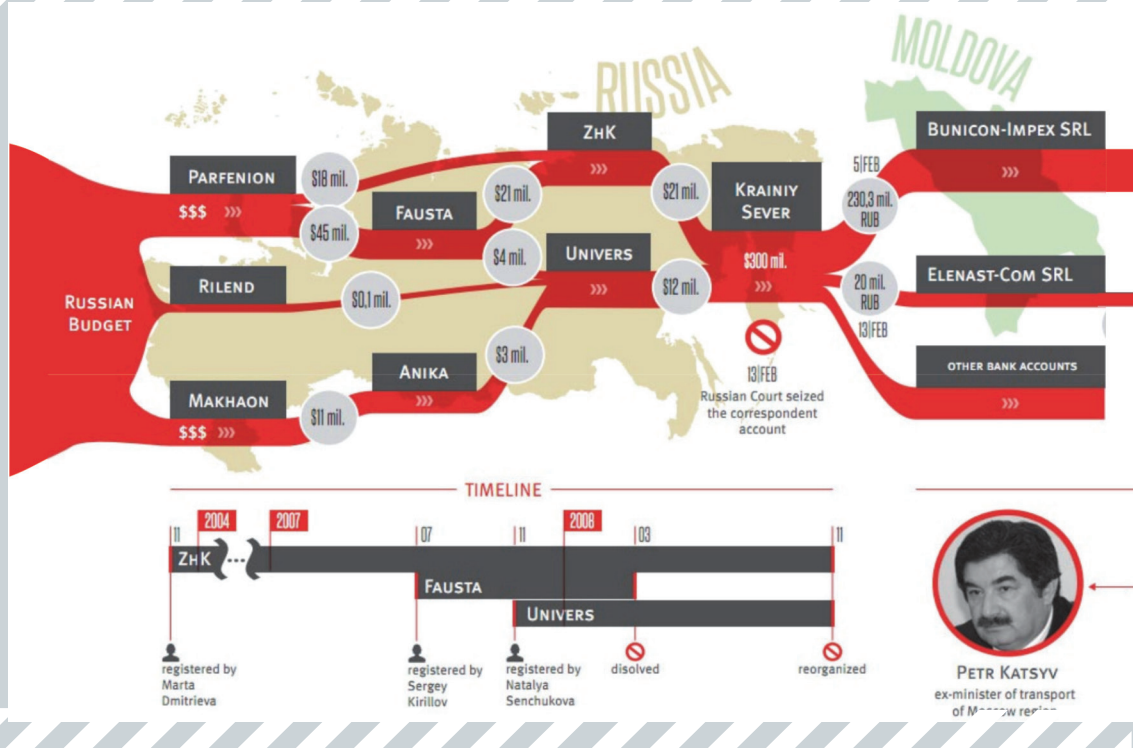 RUSSIA
MOLDOVA
PARFENION
$$$ »»
$18 mil.
$45 mil.
FAUSTA
»»
$21 mil.
$4 mil.
ZHK
»»
$21 mil.
UNIVERS
»»
$12 mil.
KRAINIY
SEVER
$300 mil.
»»
5|FEB
230,3 mil.
RUB
BUNICON-IMPEX SRL
»»
20 mil.
RUB
13|FEB
ELENAST-COM SRL
OTHER BANK ACCOUNTS
»»
RUSSIAN
BUDGET
RILEND
$0,1 mil.
MAKHAON
$$$ »»
$11 mil.
ANIKA
»»
$3 mil.
13|FEB
Russian Court seized
the correspondent
account
TIMELINE
11
2004
2007
07
11
2008
03
11
ZHK
...
FAUSTA
UNIVERS
registered by
Marta
Dmitrieva
registered by
Sergey
Kirillov
registered by
Natalya
Senchukova
disolved
reorganized
PETR KATSYV
ex-minister of transport
of Moscow region